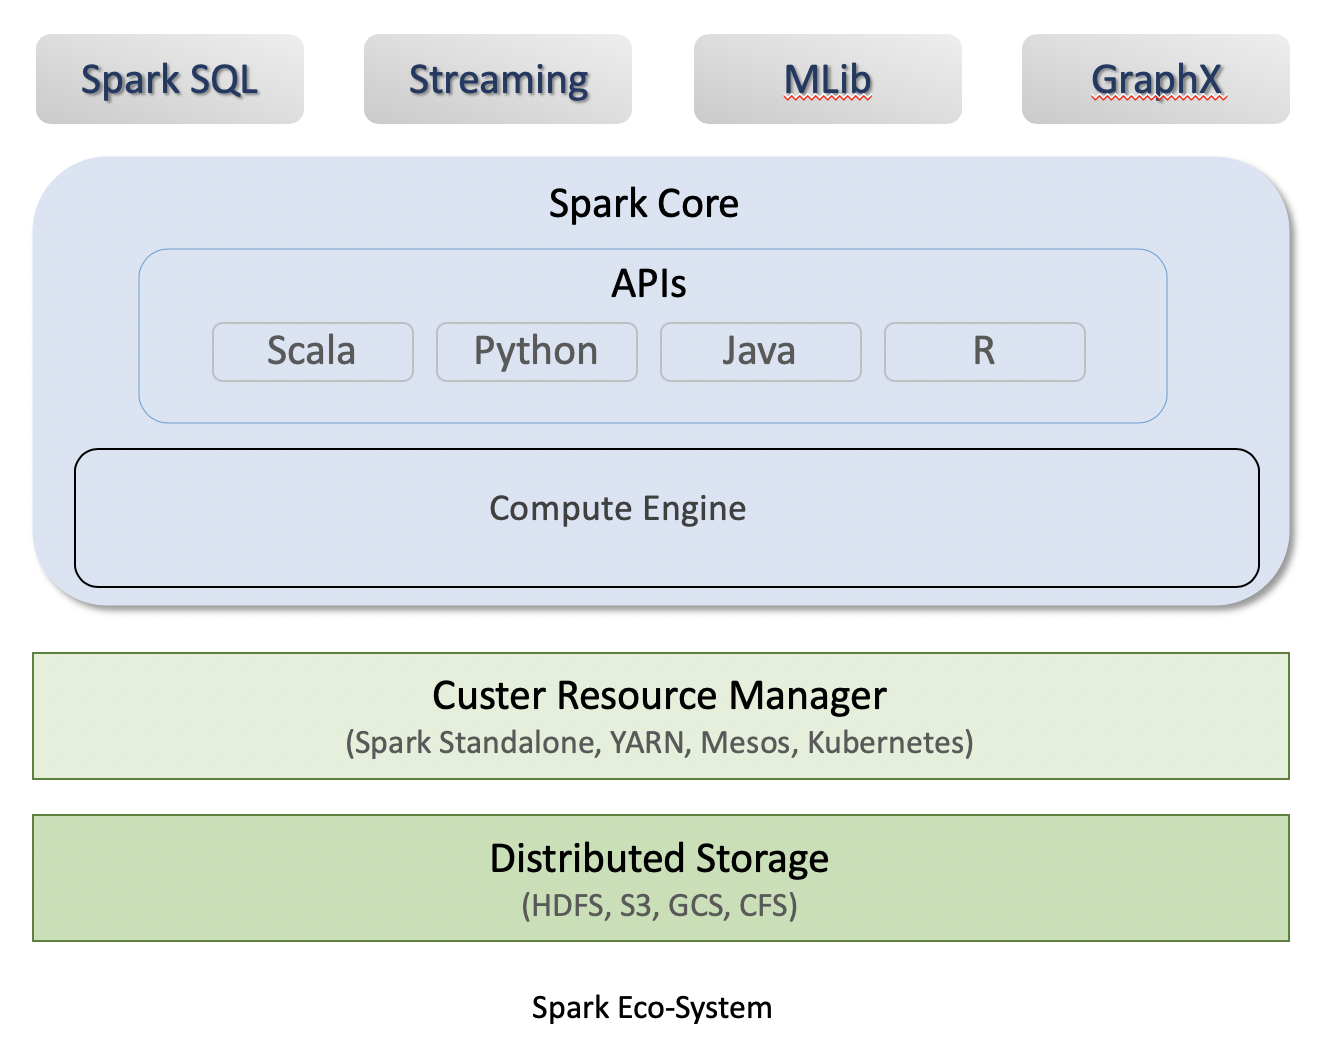 Spark SQL Streaming MLib GraphX
Spark Core
APIs
Scala Python Java R
Compute Engine
Custer Resource Manager
(Spark Standalone, YARN, Mesos, Kubernetes)
Distributed Storage
(HDFS, S3, GCS, CFS)
Spark Eco-System